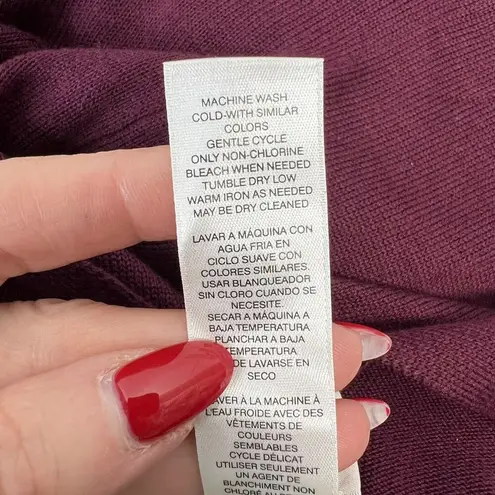 MACHINE WASH
COLD-WITH SIMILAR
COLORS
GENTLE CYCLE
ONLY NON-CHLORINE
BLEACH WHEN NEEDED
TUMBLE DRY LOW
WARM IRON AS NEEDED
MAY BE DRY CLEANED
LAVAR A MÁQUINA CON
AGUA FRIA EN
CICLO SUAVE CON
COLORES SIMILARES
USAR BLANQUEADOR
SIN CLORO CUANDO SE
NECESITE.
SECAR A MÁQUINA A
BAJA TEMPERATURA
PLANCHAR A BAJA
TEMPERATURA
DE LAVARSE EN
SECO
LAVER À LA MACHINE À
L'EAU FROIDE AVEC DES
VÊTEMENTS DE
COULEURS
SEMBLABLES
CYCLE DÉLICAT
UTILISER SEULEMENT
UN AGENT DE
BLANCHIMENT NON
CHLORÉ AU